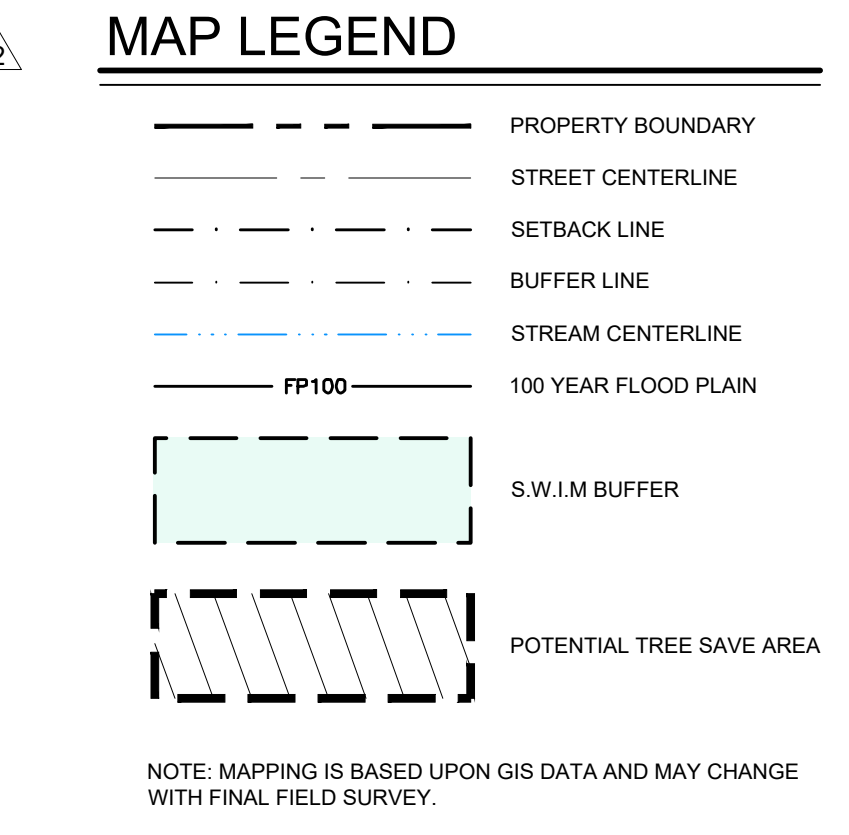 2
MAP LEGEND
PROPERTY BOUNDARY
STREET CENTERLINE
SETBACK LINE
BUFFER LINE
STREAM CENTERLINE
FP100
100 YEAR FLOOD PLAIN
S.W.I.M BUFFER
POTENTIAL TREE SAVE AREA
NOTE: MAPPING IS BASED UPON GIS DATA AND MAY CHANGE
WITH FINAL FIELD SURVEY.